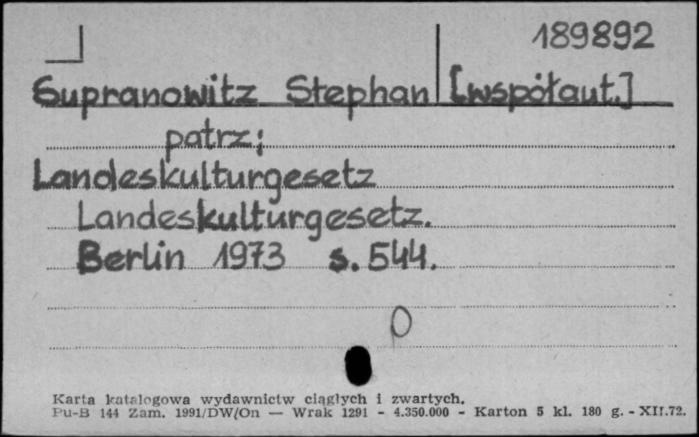 189892
Supranowitz Stephan [współaut.]
patrz:
Landeskulturgesetz
Landeskulturgesetz.
Berlin 1973 s. 544.
p
Karta katalogowa wydawnictw ciągłych i zwartych.
Pu-B 144 Zam. 1991/DW/On — Wrak 1291 - 4.350.000 - Karton 5 kl. 180 g. - XII.72.